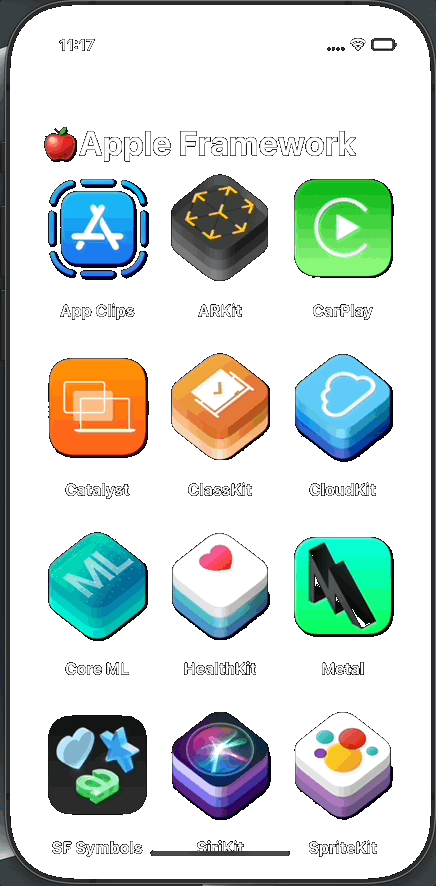 11:17
🍎Apple Framework
App Clips ARKit CarPlay
Catalyst ClassKit CloudKit
ML
Core ML HealthKit Metal
a
SF Symbols SiriKit SpriteKit